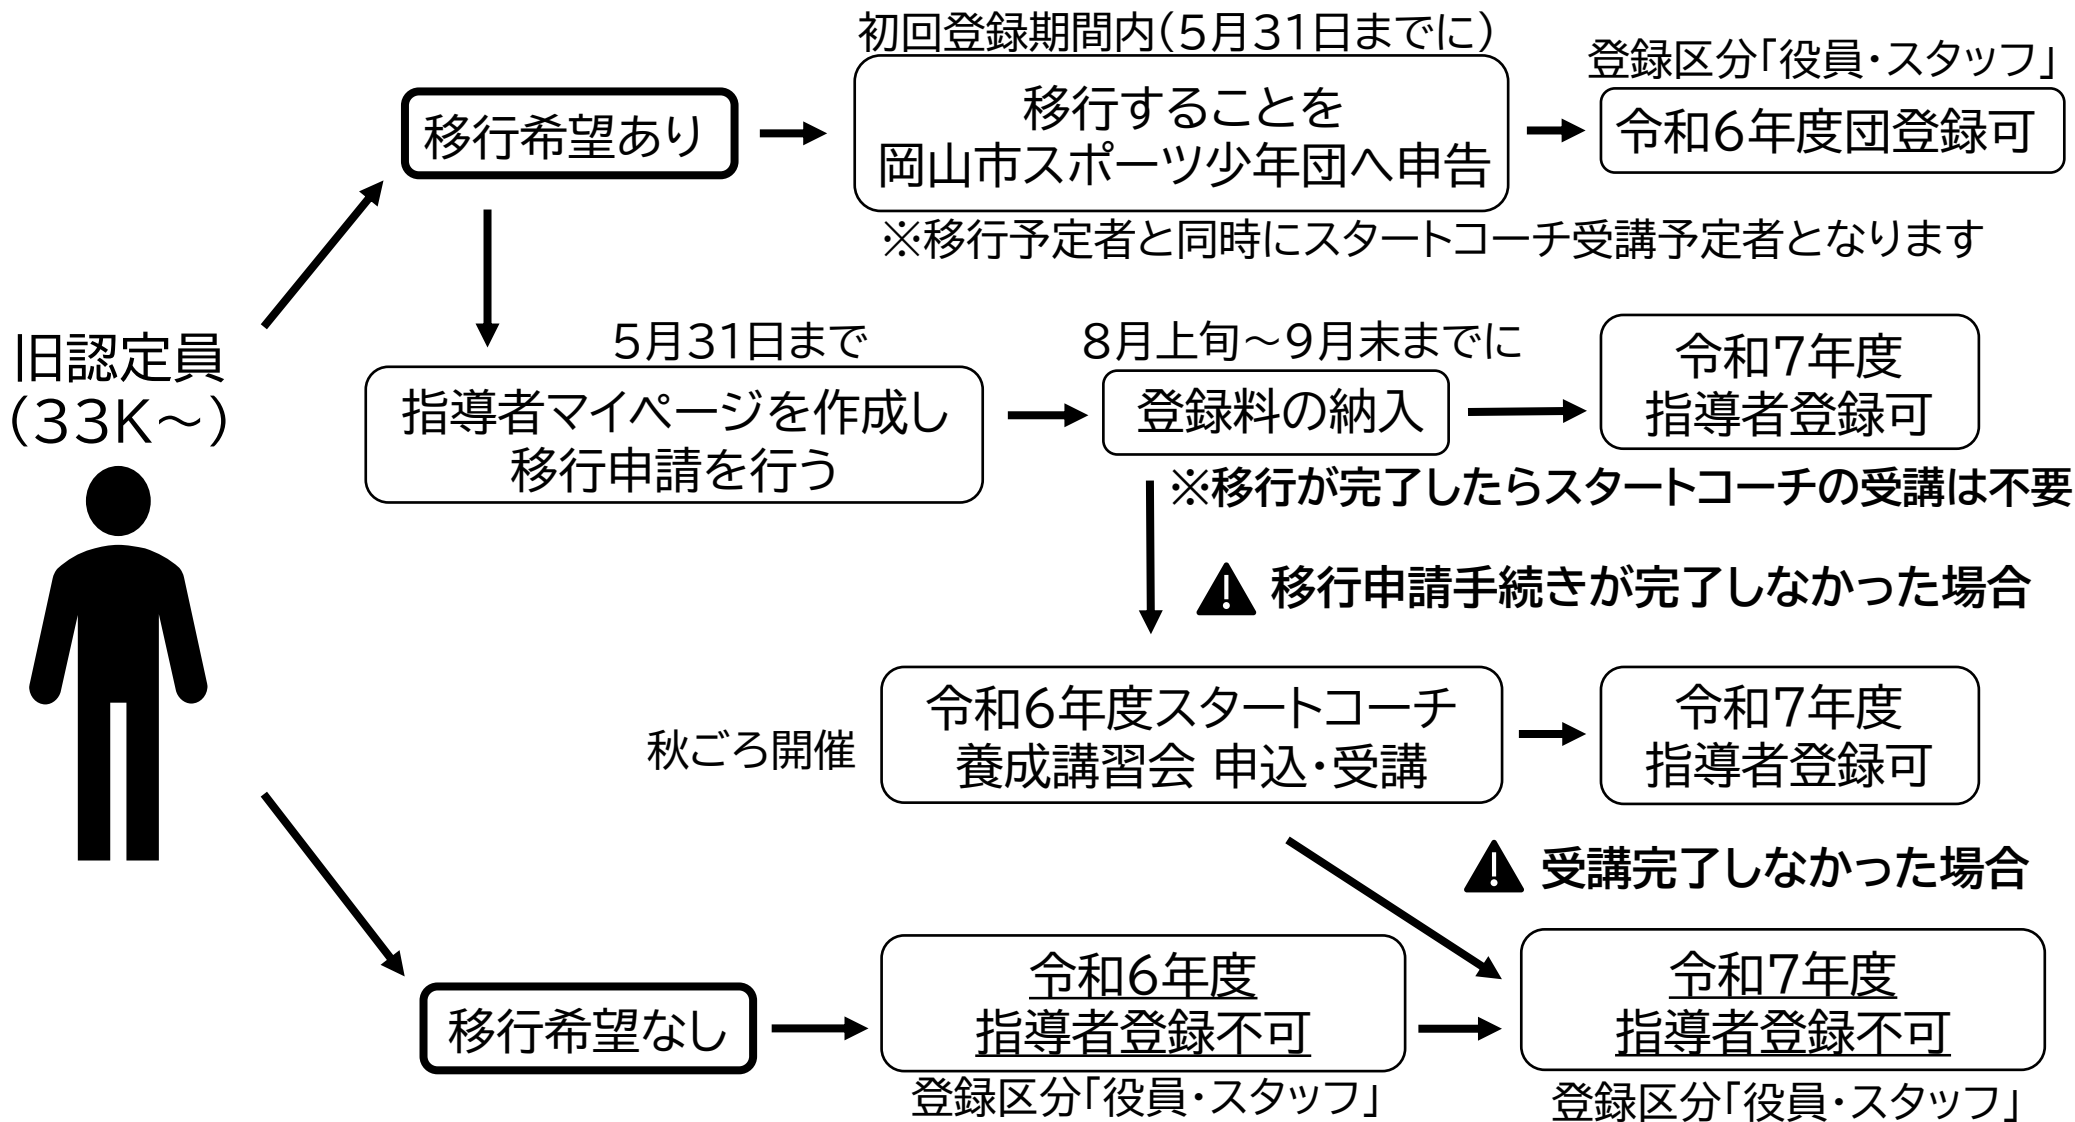 初回登録期間内(5月31日までに)
登録区分「役員・スタッフ」
移行希望あり
移行することを
岡山市スポーツ少年団へ申告
令和6年度団登録可
※移行予定者と同時にスタートコーチ受講予定者となります
旧認定員
(33K~)
5月31日まで
指導者マイページを作成し
移行申請を行う
8月上旬~9月末までに
登録料の納入
令和7年度
指導者登録可
※移行が完了したらスタートコーチの受講は不要
移行申請手続きが完了しなかった場合
秋ごろ開催
令和6年度スタートコーチ
養成講習会 申込・受講
令和7年度
指導者登録可
受講完了しなかった場合
移行希望なし
令和6年度
指導者登録不可
登録区分「役員・スタッフ」
令和7年度
指導者登録不可
登録区分「役員・スタッフ」